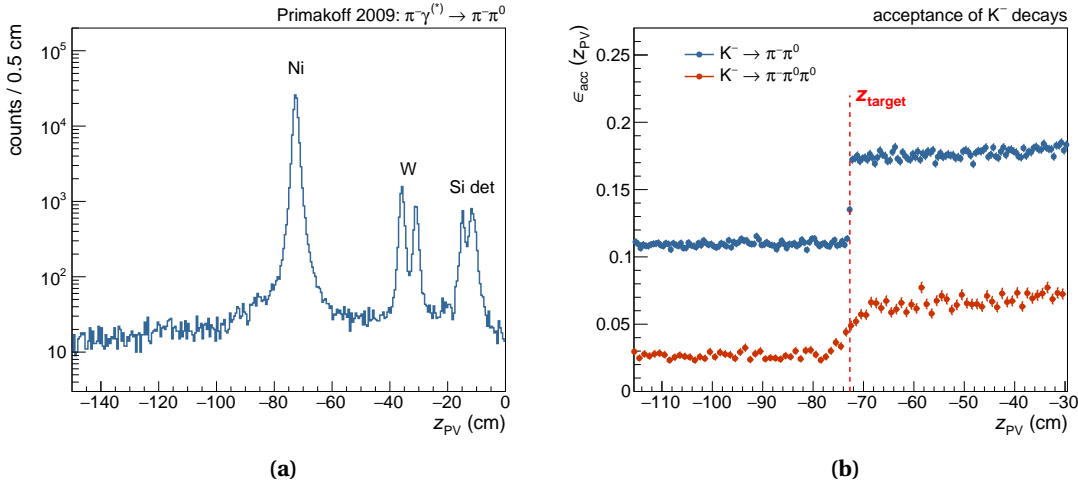 Primakoff 2009: π⁻γ⁽*⁾ → π⁻π⁰
counts / 0.5 cm
10⁵
10⁴
10³
10²
10
Ni
W
Si det
−140 −120 −100 −80 −60 −40 −20 0
z_PV (cm)
(a)
acceptance of K⁻ decays
ϵ_acc (z_PV)
K⁻ → π⁻π⁰
K⁻ → π⁻π⁰π⁰
z_target
0.25
0.2
0.15
0.1
0.05
0
−110 −100 −90 −80 −70 −60 −50 −40 −30
z_PV (cm)
(b)